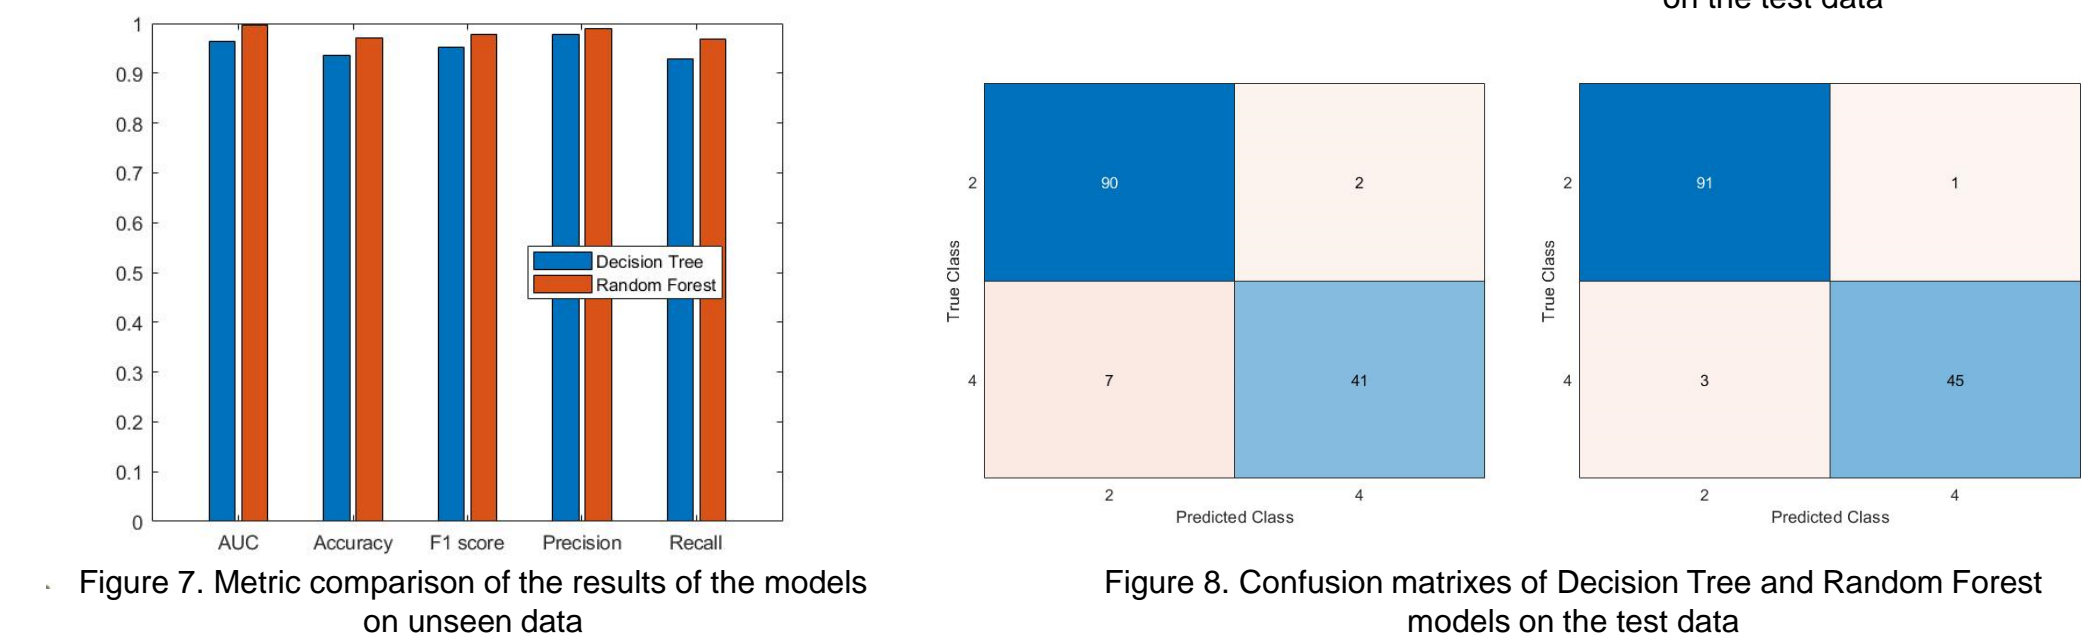 on the test data
1
0.9
0.8
0.7
0.6
0.5
0.4
0.3
0.2
0.1
0
Decision Tree
Random Forest
AUC Accuracy F1 score Precision Recall
Figure 7. Metric comparison of the results of the models
on unseen data
True Class
2 90 2
4 7 41
2 4
Predicted Class
True Class
2 91 1
4 3 45
2 4
Predicted Class
Figure 8. Confusion matrixes of Decision Tree and Random Forest
models on the test data